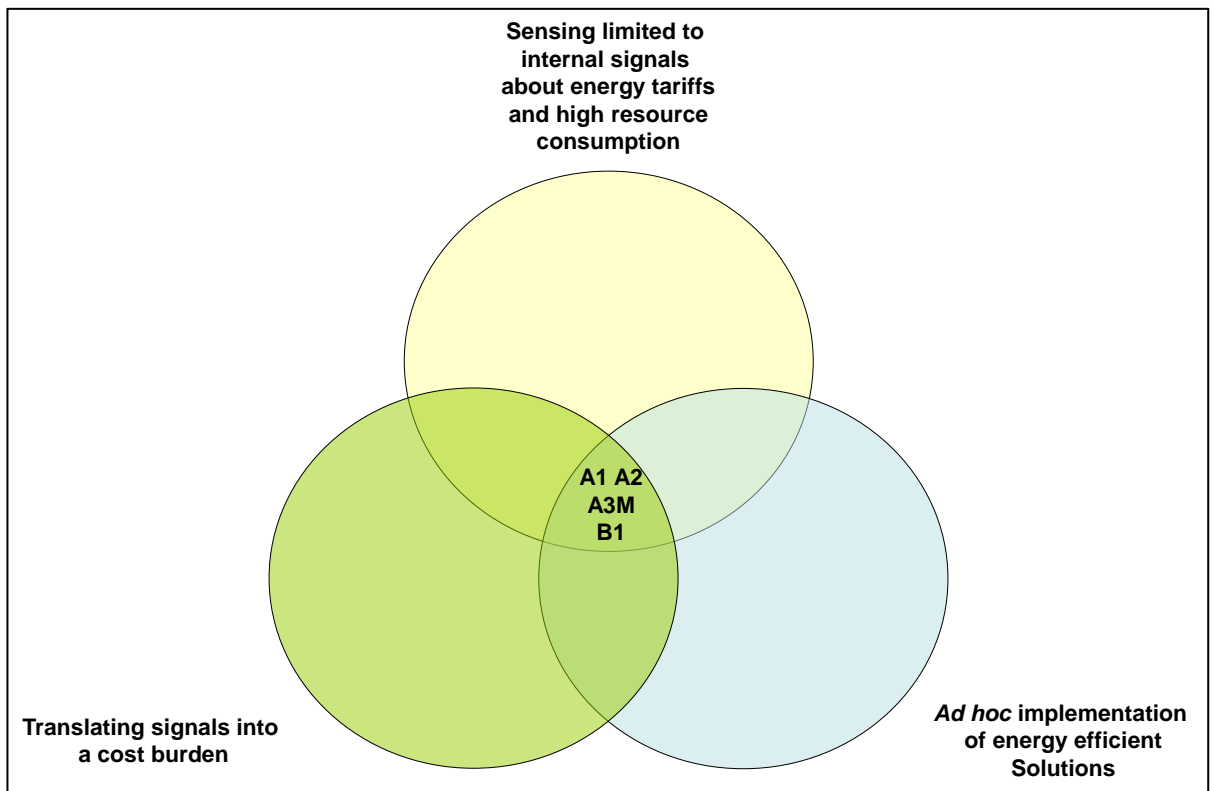 Sensing limited to
internal signals
about energy tariffs
and high resource
consumption
A1 A2
A3M
B1
Translating signals into
a cost burden
Ad hoc implementation
of energy efficient
Solutions